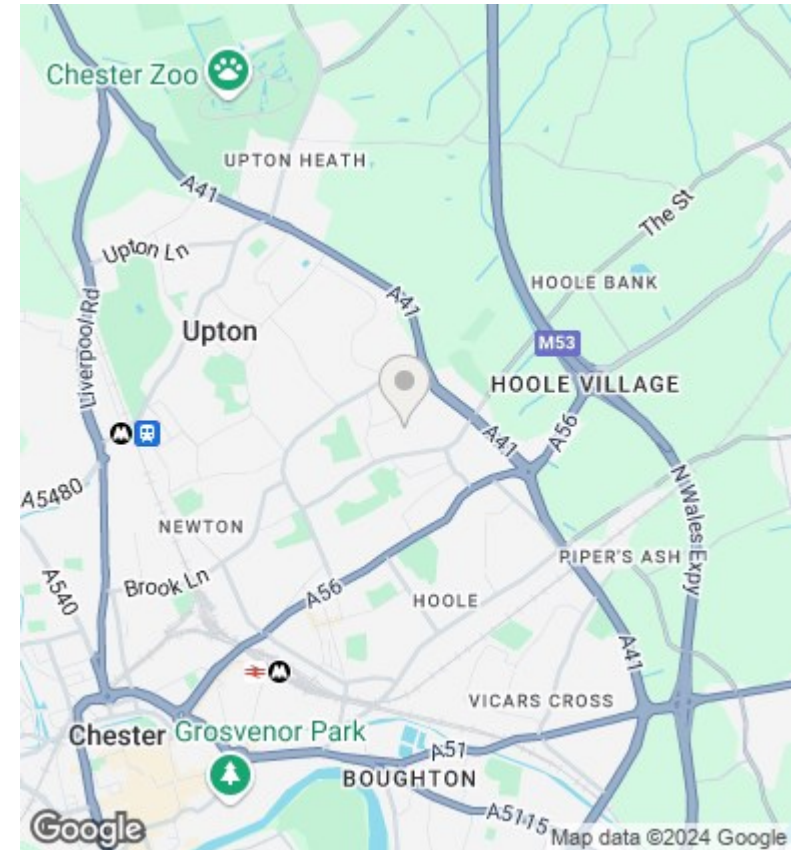 Chester Zoo
UPTON HEATH
A41
The St
Upton Ln
HOOLE BANK
A41
Liverpool Rd
Upton
M53
HOOLE VILLAGE
A41
A56
A5480
N Wales Expy
NEWTON
PIPER'S ASH
Brook Ln
A56
A540
HOOLE
A41
VICARS CROSS
Chester
Grosvenor Park
A51
BOUGHTON
A5115
Google
Map data ©2024 Google